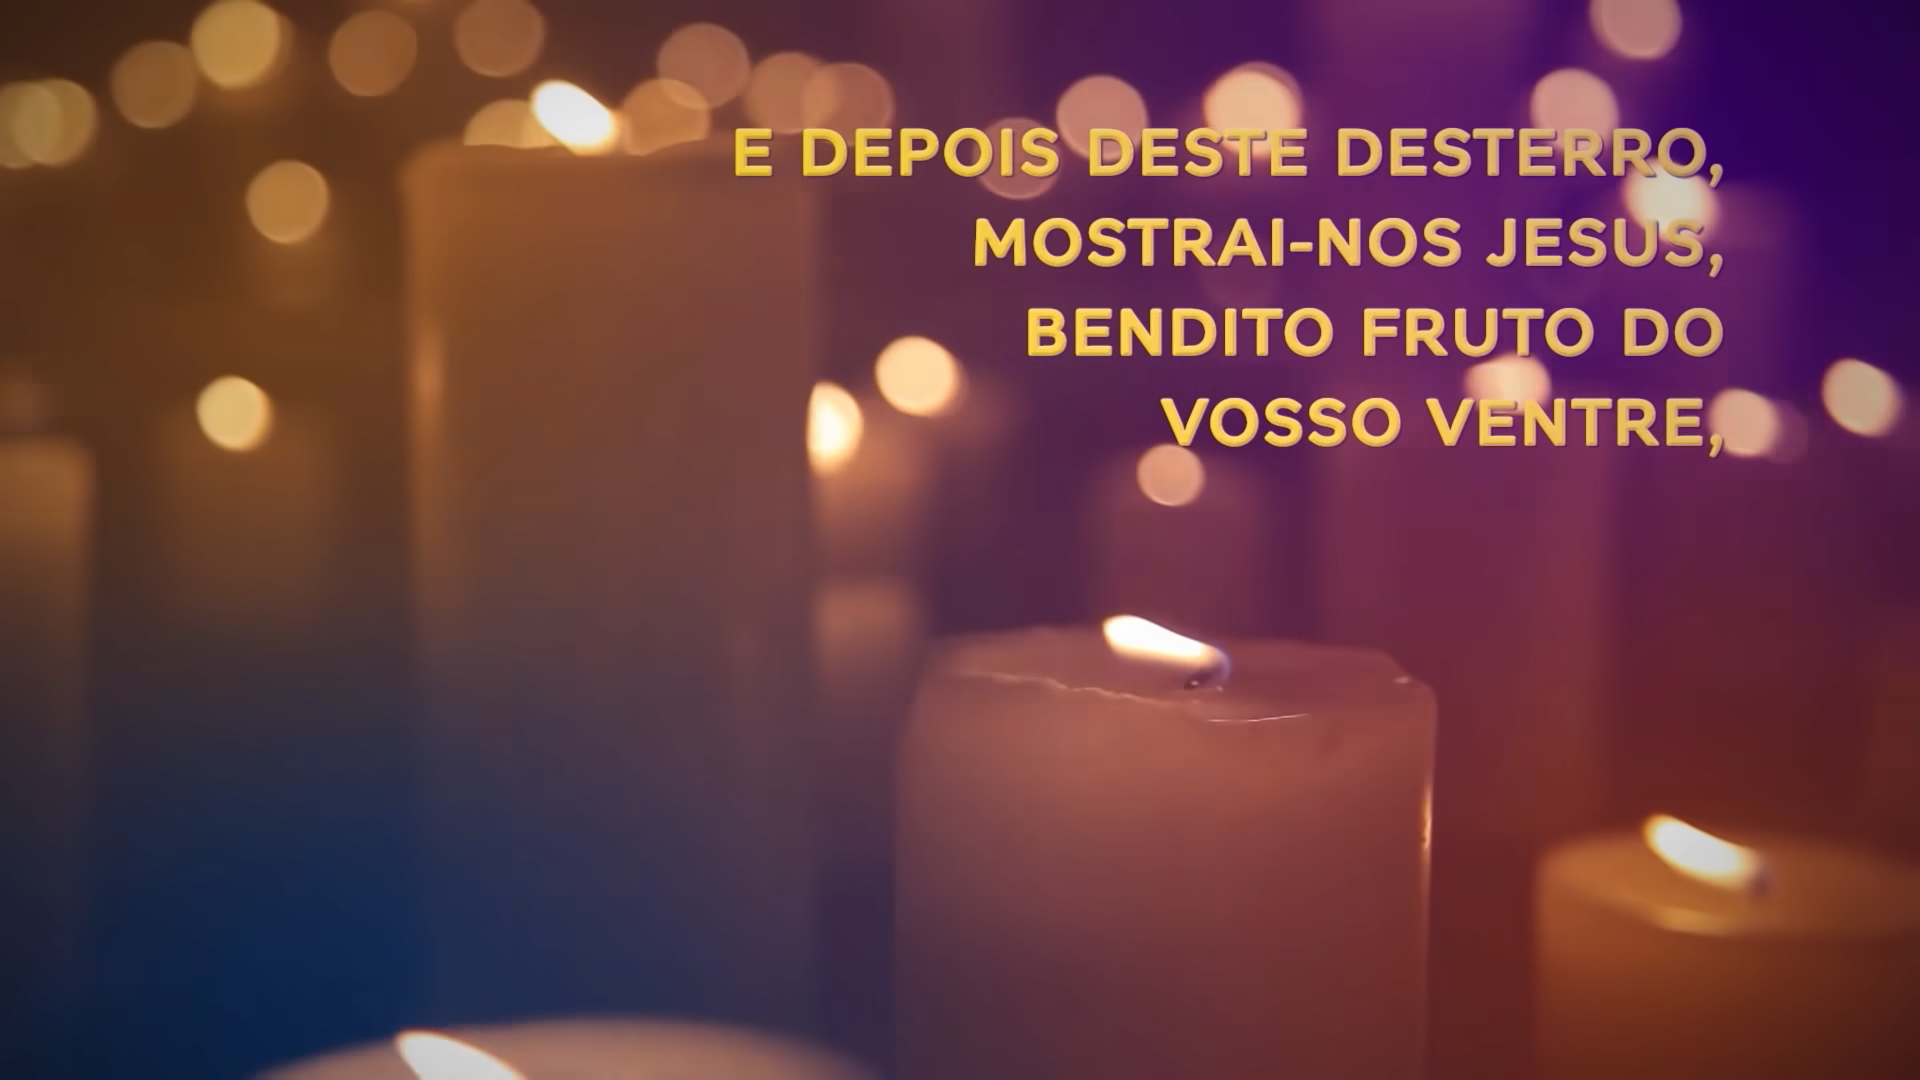 E DEPOIS DESTE DESTERRO,
MOSTRAI-NOS JESUS,
BENDITO FRUTO DO
VOSSO VENTRE,